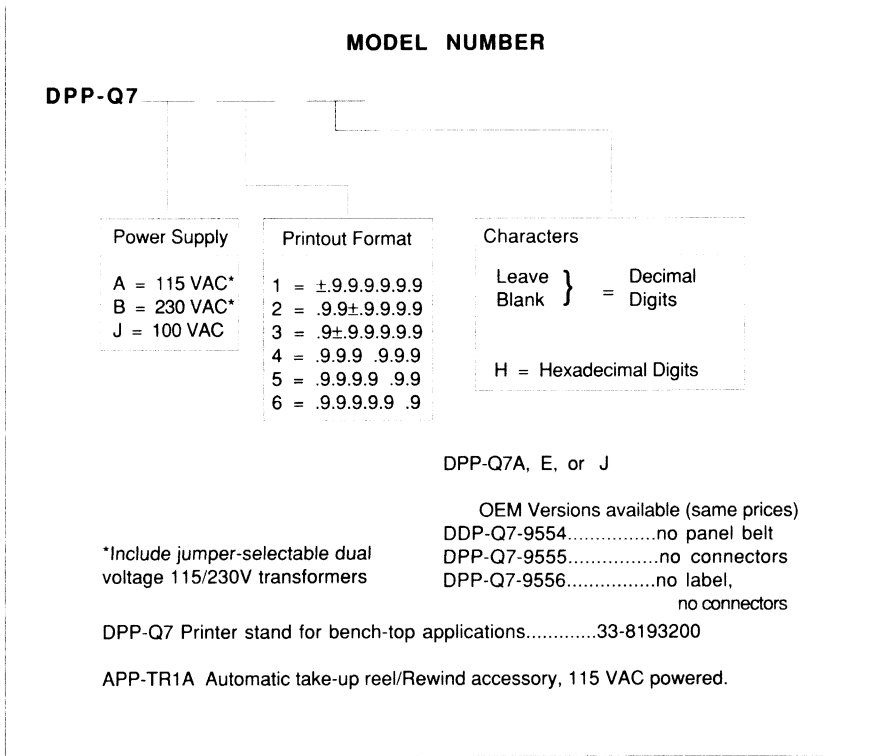 MODEL NUMBER
DPP-Q7
Power Supply
A = 115 VAC*
B = 230 VAC*
J = 100 VAC
Printout Format
1 = ±.9.9.9.9.9.9
2 = .9.9±.9.9.9.9
3 = .9±.9.9.9.9.9
4 = .9.9.9 .9.9.9
5 = .9.9.9.9 .9.9
6 = .9.9.9.9.9 .9
Characters
Leave
Blank } = Decimal
Digits
H = Hexadecimal Digits
DPP-Q7A, E, or J
OEM Versions available (same prices)
DDP-Q7-9554................no panel belt
DPP-Q7-9555................no connectors
DPP-Q7-9556................no label,
no connectors
*Include jumper-selectable dual
voltage 115/230V transformers
DPP-Q7 Printer stand for bench-top applications.............33-8193200
APP-TR1A Automatic take-up reel/Rewind accessory, 115 VAC powered.